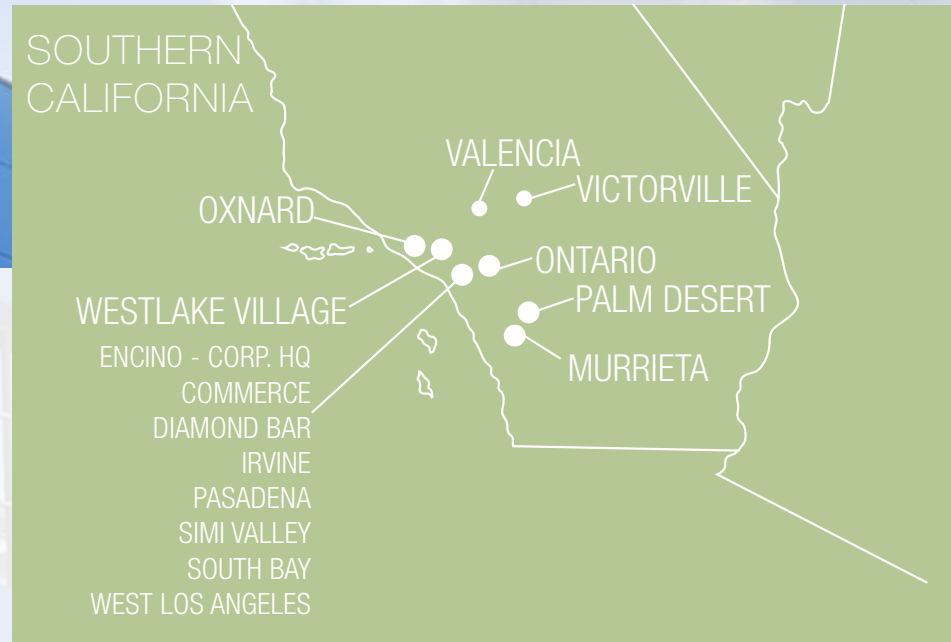 SOUTHERN
CALIFORNIA
VALENCIA
VICTORVILLE
OXNARD
ONTARIO
PALM DESERT
WESTLAKE VILLAGE
MURRIETA
ENCINO - CORP. HQ
COMMERCE
DIAMOND BAR
IRVINE
PASADENA
SIMI VALLEY
SOUTH BAY
WEST LOS ANGELES